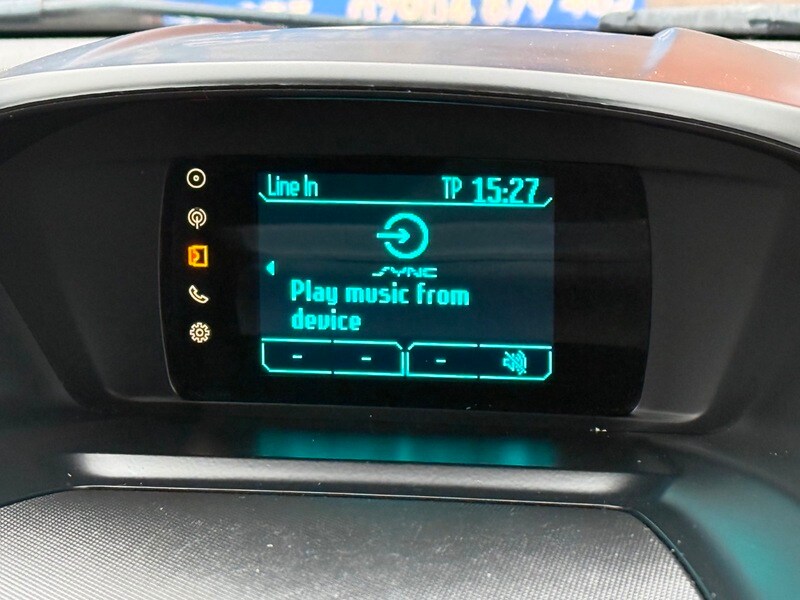 Line In TP 15:27
SYNC
Play music from
device
- - -